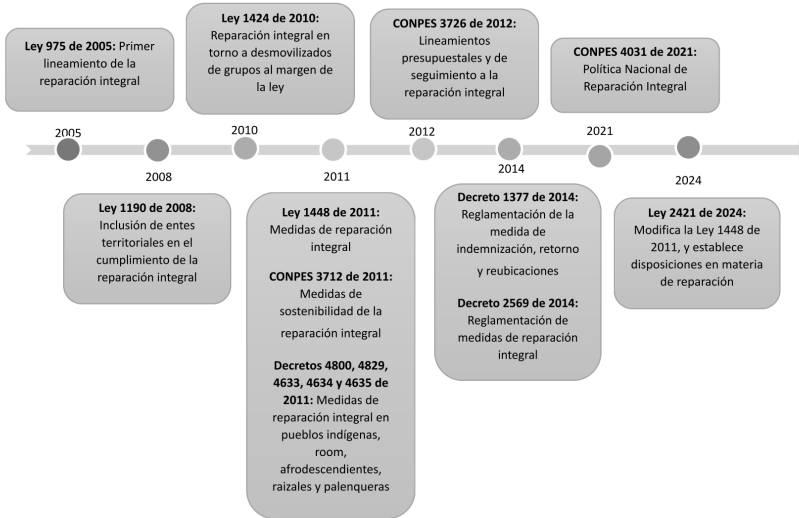 Ley 975 de 2005: Primer
lineamiento de la
reparación integral
Ley 1424 de 2010:
Reparación integral en
torno a desmovilizados
de grupos al margen de
la ley
CONPES 3726 de 2012:
Lineamientos
presupuestales y de
seguimiento a la
reparación integral
CONPES 4031 de 2021:
Política Nacional de
Reparación Integral
2005
2010
2012
2021
2008
2011
2014
2024
Ley 1190 de 2008:
Inclusión de entes
territoriales en el
cumplimiento de la
reparación integral
Ley 1448 de 2011:
Medidas de reparación
integral
CONPES 3712 de 2011:
Medidas de
sostenibilidad de la
reparación integral
Decretos 4800, 4829,
4633, 4634 y 4635 de
2011: Medidas de
reparación integral en
pueblos indígenas,
room,
afrodescendientes,
raizales y palenqueras
Decreto 1377 de 2014:
Reglamentación de la
medida de
indemnización, retorno
y reubicaciones
Decreto 2569 de 2014:
Reglamentación de
medidas de reparación
integral
Ley 2421 de 2024:
Modifica la Ley 1448 de
2011, y establece
disposiciones en materia
de reparación